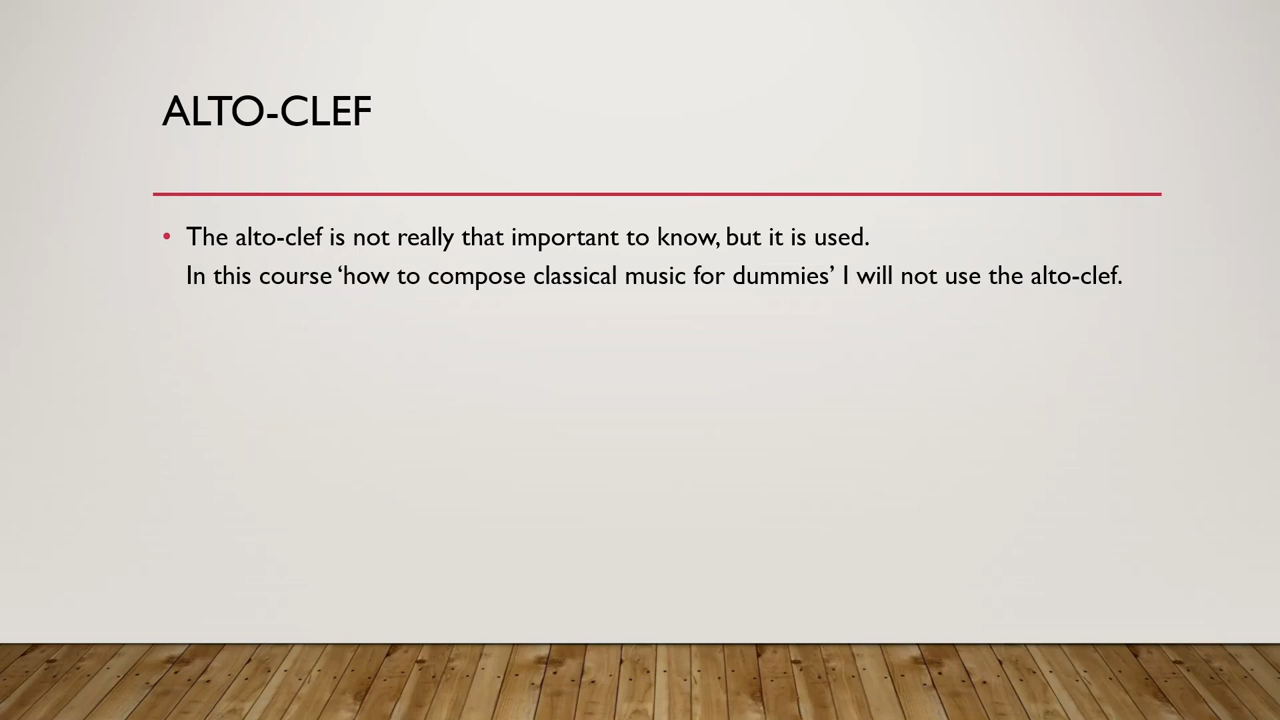 ALTO-CLEF
• The alto-clef is not really that important to know, but it is used.
In this course ‘how to compose classical music for dummies’ I will not use the alto-clef.